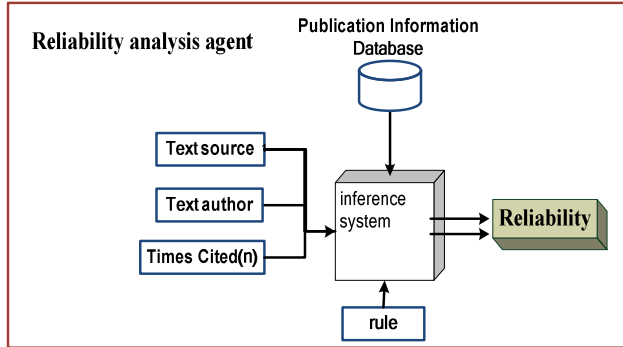 Publication Information
Database
Reliability analysis agent
Text source
Text author
Times Cited(n)
inference
system
Reliability
rule